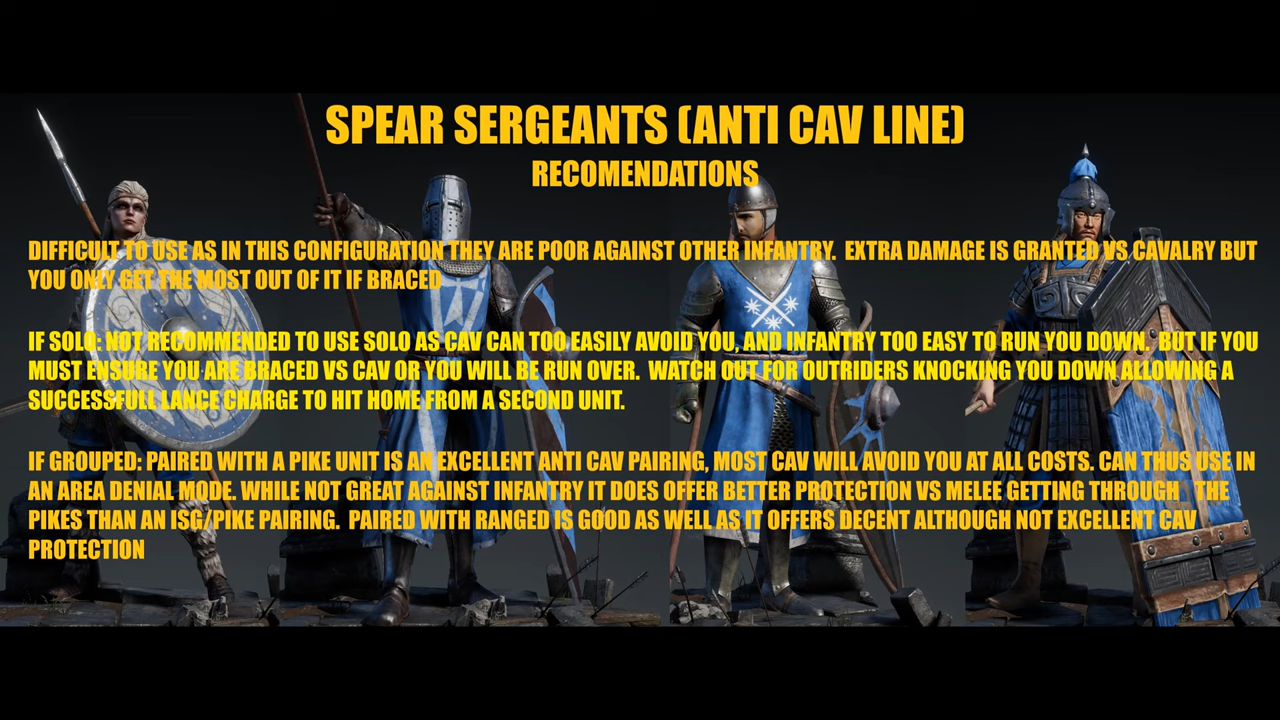 SPEAR SERGEANTS (ANTI CAV LINE)
RECOMENDATIONS
DIFFICULT TO USE AS IN THIS CONFIGURATION THEY ARE POOR AGAINST OTHER INFANTRY. EXTRA DAMAGE IS GRANTED VS CAVALRY BUT
YOU ONLY GET THE MOST OUT OF IT IF BRACED
IF SOLO: NOT RECOMMENDED TO USE SOLO AS CAV CAN TOO EASILY AVOID YOU, AND INFANTRY TOO EASY TO RUN YOU DOWN. BUT IF YOU
MUST ENSURE YOU ARE BRACED VS CAV OR YOU WILL BE RUN OVER. WATCH OUT FOR OUTRIDERS KNOCKING YOU DOWN ALLOWING A
SUCCESSFULL LANCE CHARGE TO HIT HOME FROM A SECOND UNIT.
IF GROUPED: PAIRED WITH A PIKE UNIT IS AN EXCELLENT ANTI CAV PAIRING, MOST CAV WILL AVOID YOU AT ALL COSTS. CAN THUS USE IN
AN AREA DENIAL MODE. WHILE NOT GREAT AGAINST INFANTRY IT DOES OFFER BETTER PROTECTION VS MELEE GETTING THROUGH THE
PIKES THAN AN ISG/PIKE PAIRING. PAIRED WITH RANGED IS GOOD AS WELL AS IT OFFERS DECENT ALTHOUGH NOT EXCELLENT CAV
PROTECTION